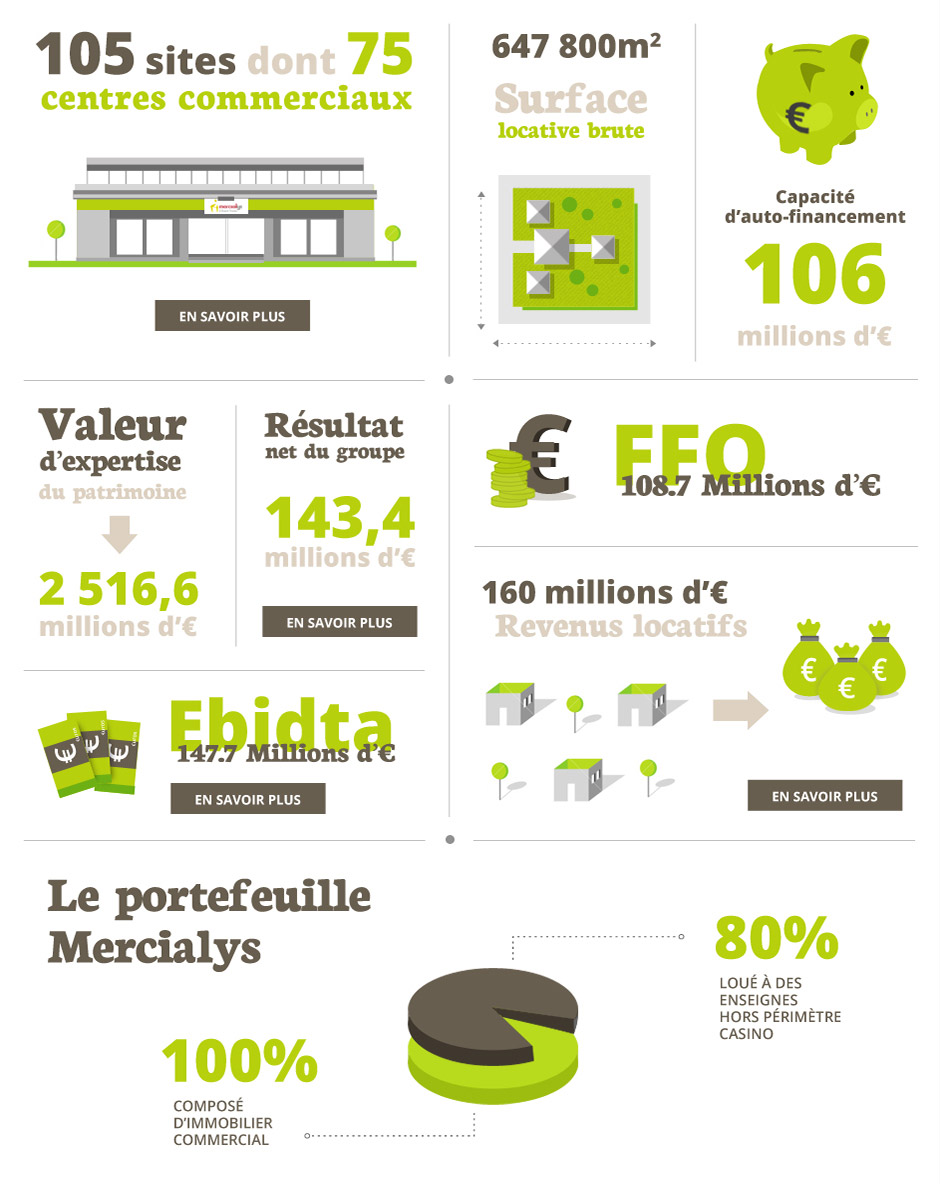 105 sites dont 75
centres commerciaux
mercialys
EN SAVOIR PLUS
647 800m²
Surface
locative brute
€
Capacité
d'auto-financement
106
millions d'€
Valeur
d'expertise
du patrimoine
2 516,6
millions d'€
Résultat
net du groupe
143,4
millions d'€
EN SAVOIR PLUS
€
FFO
108.7 Millions d'€
160 millions d'€
Revenus locatifs
€ € €
EN SAVOIR PLUS
€ € €
Ebidta
147.7 Millions d'€
EN SAVOIR PLUS
Le portefeuille
Mercialys
80%
LOUÉ À DES
ENSEIGNES
HORS PÉRIMÈTRE
CASINO
100%
COMPOSÉ
D'IMMOBILIER
COMMERCIAL